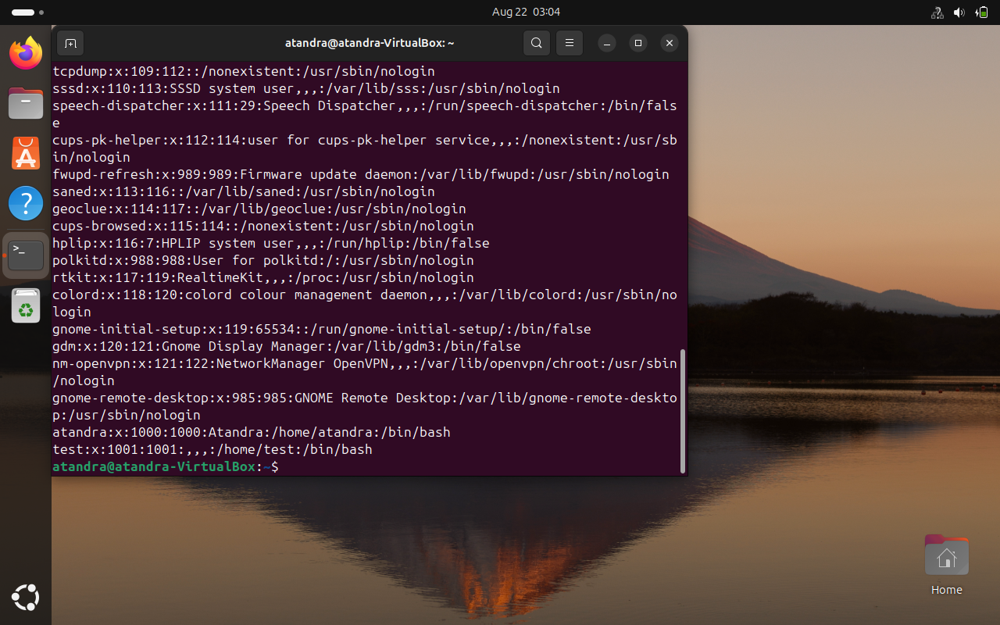 Aug 22 03:04
atandra@atandra-VirtualBox: ~
tcpdump:x:109:112::/nonexistent:/usr/sbin/nologin
sssd:x:110:113:SSSD system user,,,:/var/lib/sss:/usr/sbin/nologin
speech-dispatcher:x:111:29:Speech Dispatcher,,,:/run/speech-dispatcher:/bin/fals
e
cups-pk-helper:x:112:114:user for cups-pk-helper service,,,:/nonexistent:/usr/sb
in/nologin
fwupd-refresh:x:989:989:Firmware update daemon:/var/lib/fwupd:/usr/sbin/nologin
saned:x:113:116::/var/lib/saned:/usr/sbin/nologin
geoclue:x:114:117::/var/lib/geoclue:/usr/sbin/nologin
cups-browsed:x:115:114::/nonexistent:/usr/sbin/nologin
hplip:x:116:7:HPLIP system user,,,:/run/hplip:/bin/false
polkitd:x:988:988:User for polkitd:/:/usr/sbin/nologin
rtkit:x:117:119:RealtimeKit,,,:/proc:/usr/sbin/nologin
colord:x:118:120:colord colour management daemon,,,:/var/lib/colord:/usr/sbin/no
login
gnome-initial-setup:x:119:65534::/run/gnome-initial-setup/:/bin/false
gdm:x:120:121:Gnome Display Manager:/var/lib/gdm3:/bin/false
nm-openvpn:x:121:122:NetworkManager OpenVPN,,,:/var/lib/openvpn/chroot:/usr/sbin
/nologin
gnome-remote-desktop:x:985:985:GNOME Remote Desktop:/var/lib/gnome-remote-deskto
p:/usr/sbin/nologin
atandra:x:1000:1000:Atandra:/home/atandra:/bin/bash
test:x:1001:1001:,,,:/home/test:/bin/bash
atandra@atandra-VirtualBox:~$
Home